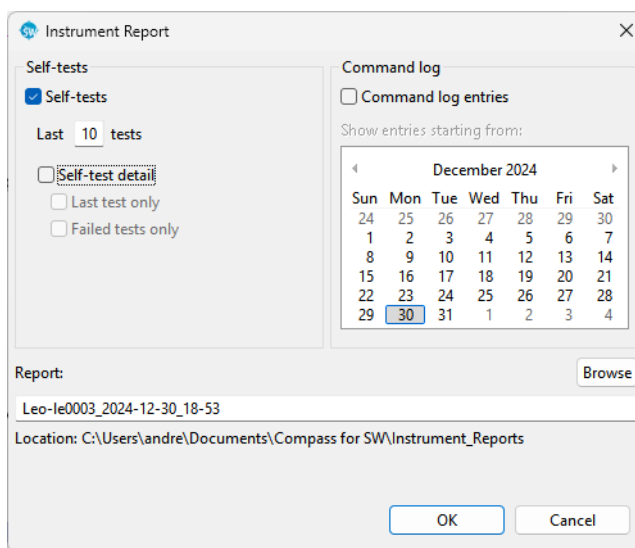 Instrument Report
Self-tests
Self-tests
Last 10 tests
Self-test detail
Last test only
Failed tests only
Command log
Command log entries
Show entries starting from:
December 2024
Sun Mon Tue Wed Thu Fri Sat
24 25 26 27 28 29 30
1 2 3 4 5 6 7
8 9 10 11 12 13 14
15 16 17 18 19 20 21
22 23 24 25 26 27 28
29 30 31 1 2 3 4
Report:
Browse
Leo-le0003_2024-12-30_18-53
Location: C:\Users\andre\Documents\Compass for SW\Instrument_Reports
OK Cancel